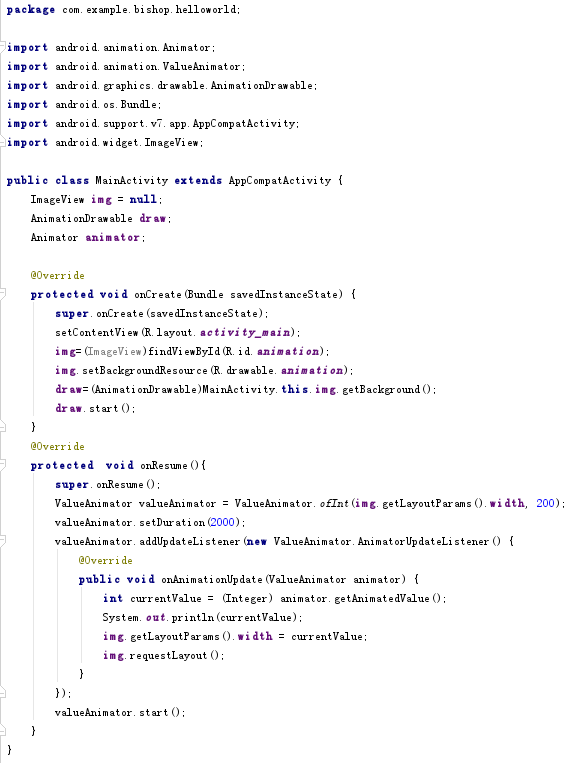 package com.example.bishop.helloworld;

import android.animation.Animator;
import android.animation.ValueAnimator;
import android.graphics.drawable.AnimationDrawable;
import android.os.Bundle;
import android.support.v7.app.AppCompatActivity;
import android.widget.ImageView;

public class MainActivity extends AppCompatActivity {
    ImageView img = null;
    AnimationDrawable draw;
    Animator animator;

    @Override
    protected void onCreate(Bundle savedInstanceState) {
        super.onCreate(savedInstanceState);
        setContentView(R.layout.activity_main);
        img=(ImageView)findViewById(R.id.animation);
        img.setBackgroundResource(R.drawable.animation);
        draw=(AnimationDrawable)MainActivity.this.img.getBackground();
        draw.start();
    }
    @Override
    protected void onResume(){
        super.onResume();
        ValueAnimator valueAnimator = ValueAnimator.ofInt(img.getLayoutParams().width, 200);
        valueAnimator.setDuration(2000);
        valueAnimator.addUpdateListener(new ValueAnimator.AnimatorUpdateListener() {
            @Override
            public void onAnimationUpdate(ValueAnimator animator) {
                int currentValue = (Integer) animator.getAnimatedValue();
                System.out.println(currentValue);
                img.getLayoutParams().width = currentValue;
                img.requestLayout();
            }
        });
        valueAnimator.start();
    }
}